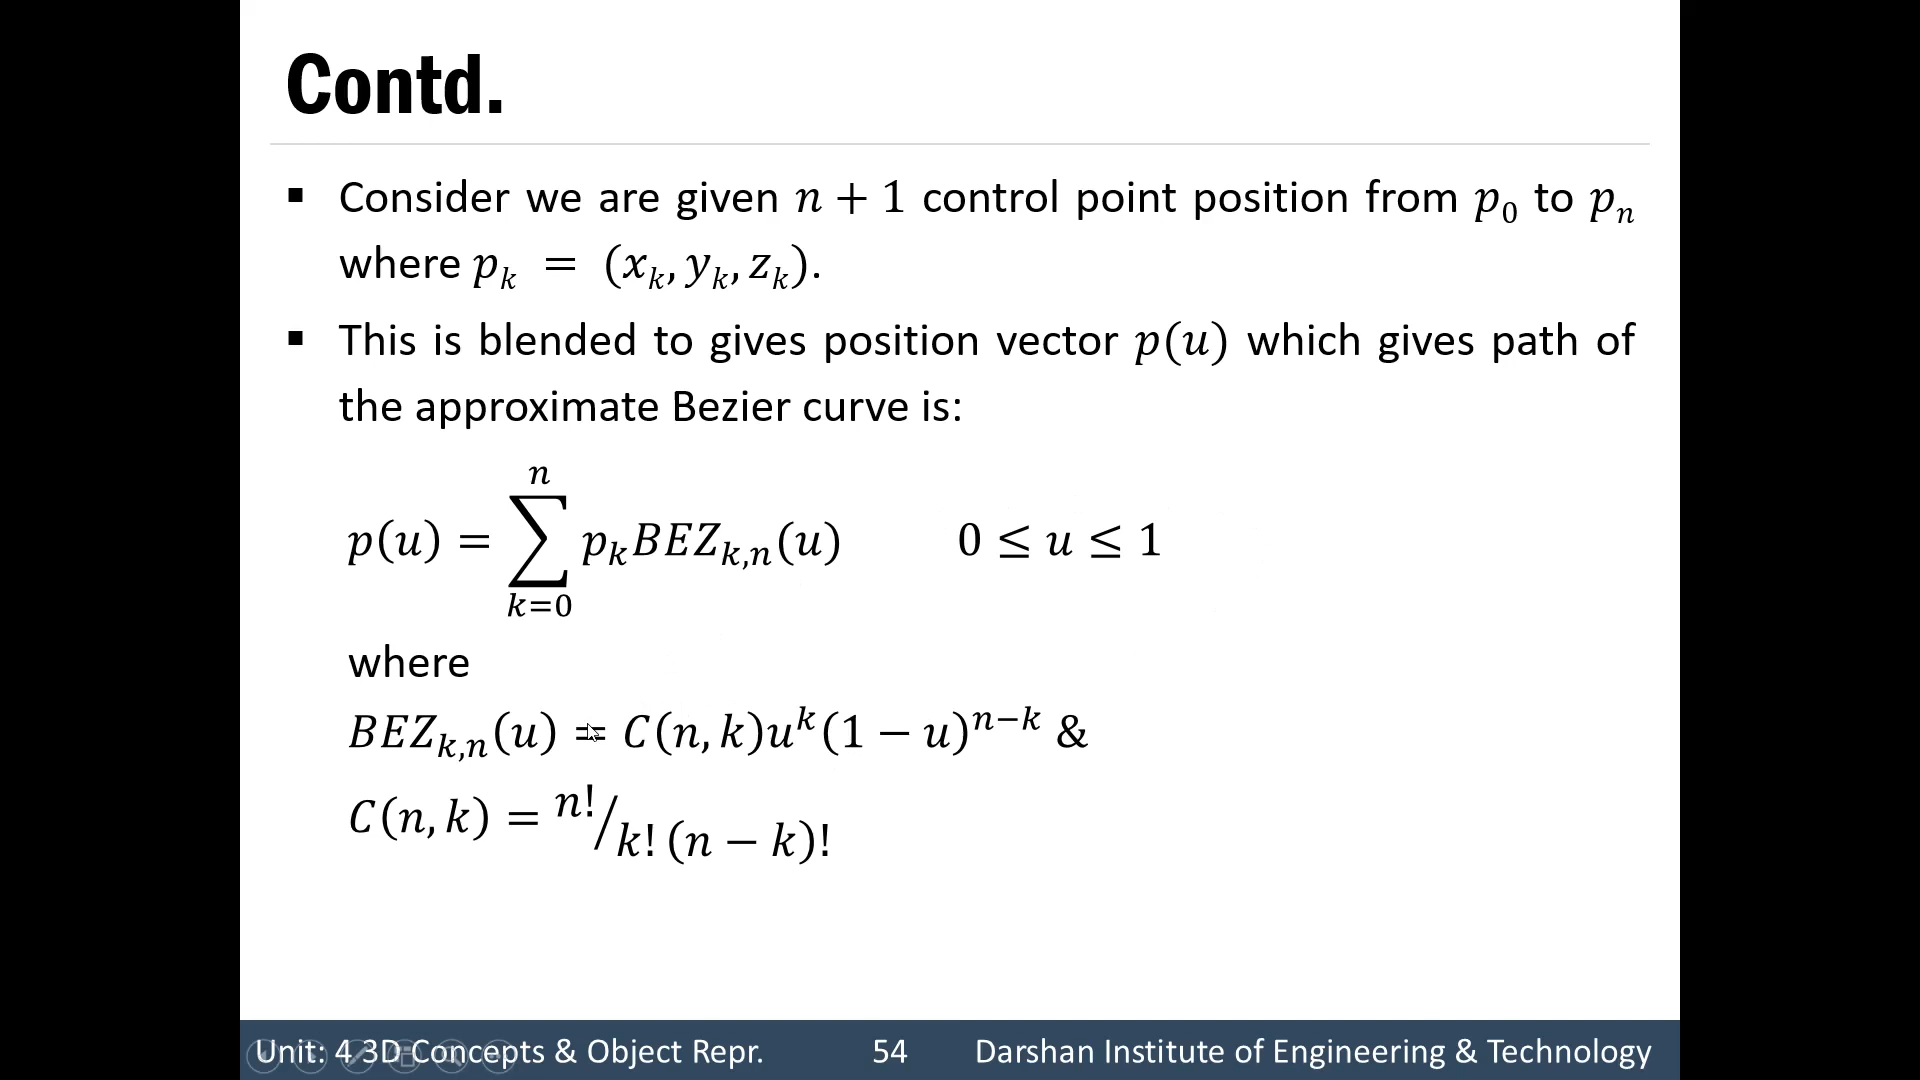 Contd.
▪ Consider we are given n + 1 control point position from p₀ to pₙ
where pₖ = (xₖ, yₖ, zₖ).
▪ This is blended to gives position vector p(u) which gives path of
the approximate Bezier curve is:
p(u) = ∑ₖ₌₀ⁿ pₖBEZₖ,ₙ(u) 0 ≤ u ≤ 1
where
BEZₖ,ₙ(u) = C(n, k)uᵏ(1 − u)ⁿ⁻ᵏ &
C(n, k) = n!/k! (n − k)!
Unit: 4 3D Concepts & Object Repr. 54 Darshan Institute of Engineering & Technology